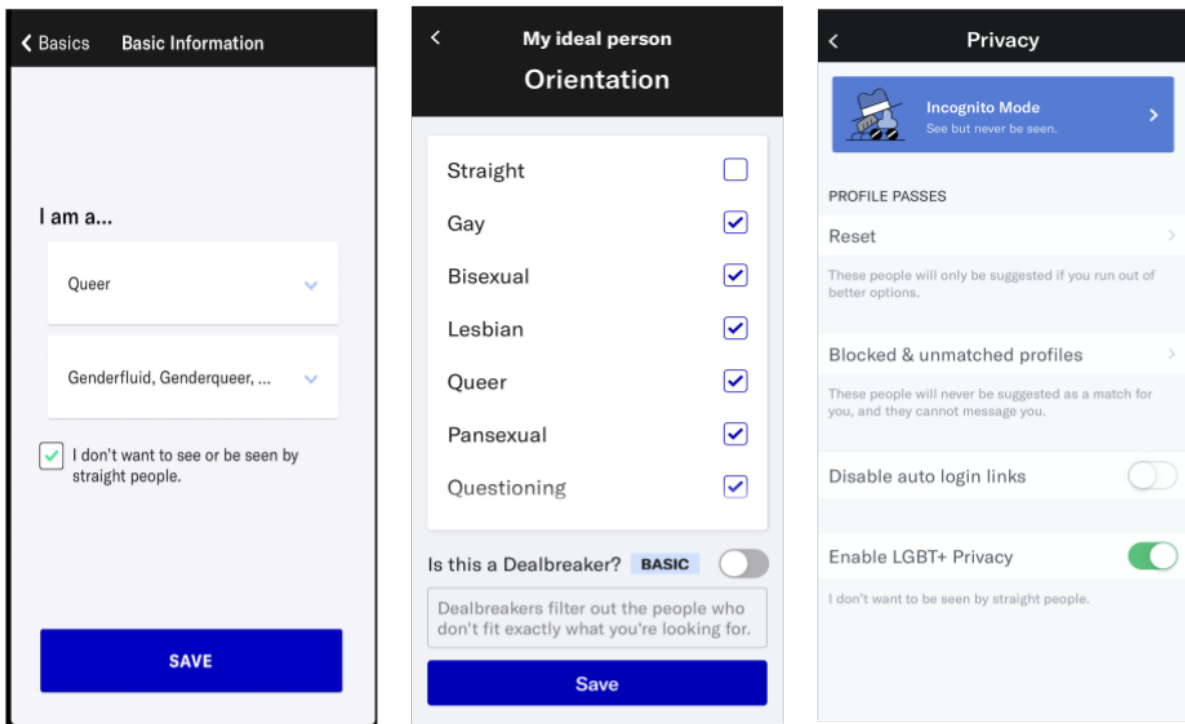 Basics Basic Information
I am a...
Queer
Genderfluid, Genderqueer, ...
I don't want to see or be seen by
straight people.
SAVE
My ideal person
Orientation
Straight
Gay
Bisexual
Lesbian
Queer
Pansexual
Questioning
Is this a Dealbreaker? BASIC
Dealbreakers filter out the people who
don't fit exactly what you're looking for.
Save
Privacy
Incognito Mode
See but never be seen.
PROFILE PASSES
Reset
These people will only be suggested if you run out of
better options.
Blocked & unmatched profiles
These people will never be suggested as a match for
you, and they cannot message you.
Disable auto login links
Enable LGBT+ Privacy
I don't want to be seen by straight people.